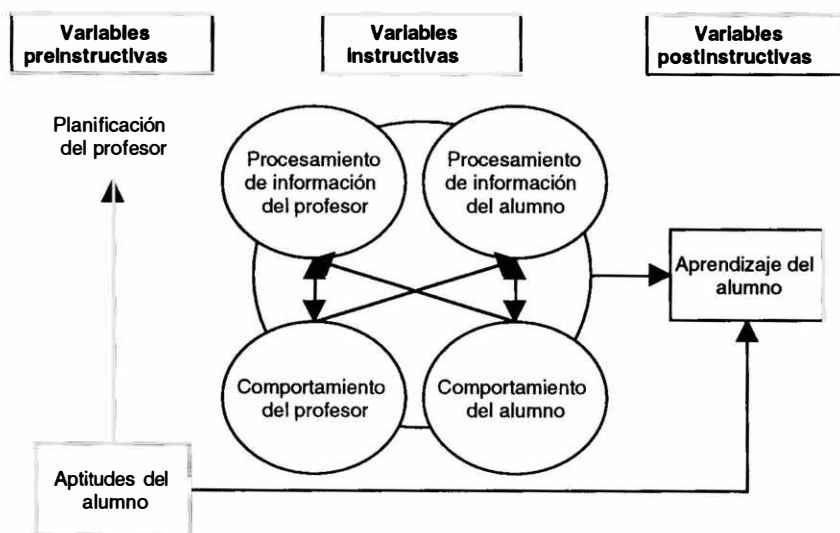 Variables
preinstructivas
Variables
instructivas
Variables
postinstructivas
Planificación
del profesor
Procesamiento
de información
del profesor
Procesamiento
de información
del alumno
Aprendizaje del
alumno
Comportamiento
del profesor
Comportamiento
del alumno
Aptitudes del
alumno